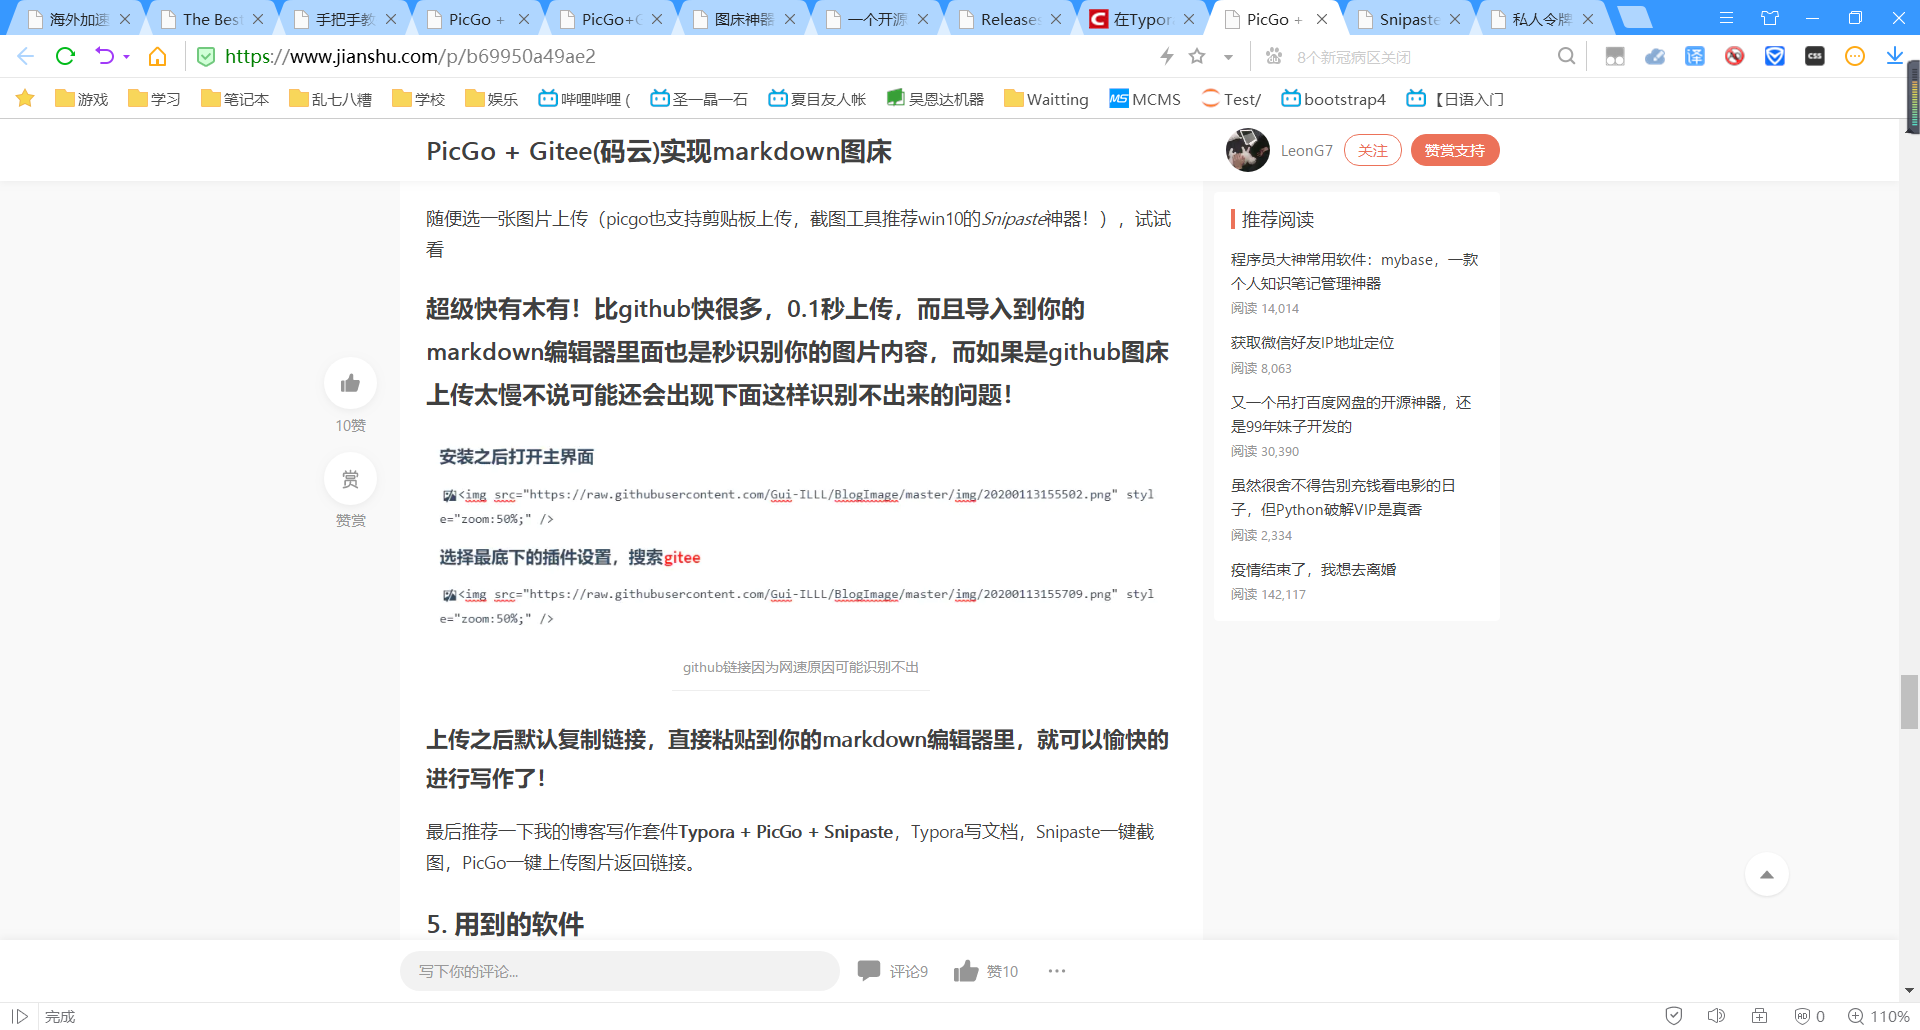 海外加速
The Best
手把手教
PicGo +
PicGo+G
图床神器
一个开源
Releases
在Typora
PicGo +
Snipaste
私人令牌
https://www.jianshu.com/p/b69950a49ae2
8个新冠病区关闭
游戏
学习
笔记本
乱七八糟
学校
娱乐
哔哩哔哩 (
圣一晶一石
夏目友人帐
吴恩达机器
Waitting
MCMS
Test/
bootstrap4
【日语入门
PicGo + Gitee(码云)实现markdown图床
LeonG7
关注
赞赏支持
随便选一张图片上传（picgo也支持剪贴板上传，截图工具推荐win10的Snipaste神器！），试试
看
超级快有木有！比github快很多，0.1秒上传，而且导入到你的
markdown编辑器里面也是秒识别你的图片内容，而如果是github图床
上传太慢不说可能还会出现下面这样识别不出来的问题！
安装之后打开主界面
<img src="https://raw.githubusercontent.com/Gui-ILLL/BlogImage/master/img/20200113155502.png" styl
e="zoom:50%;" />
选择最底下的插件设置，搜索gitee
<img src="https://raw.githubusercontent.com/Gui-ILLL/BlogImage/master/img/20200113155709.png" styl
e="zoom:50%;" />
github链接因为网速原因可能识别不出
上传之后默认复制链接，直接粘贴到你的markdown编辑器里，就可以愉快的
进行写作了！
最后推荐一下我的博客写作套件Typora + PicGo + Snipaste，Typora写文档，Snipaste一键截
图，PicGo一键上传图片返回链接。
5. 用到的软件
10赞
赏
赞赏
推荐阅读
程序员大神常用软件：mybase，一款
个人知识笔记管理神器
阅读 14,014
获取微信好友IP地址定位
阅读 8,063
又一个吊打百度网盘的开源神器，还
是99年妹子开发的
阅读 30,390
虽然很舍不得告别充钱看电影的日
子，但Python破解VIP是真香
阅读 2,334
疫情结束了，我想去离婚
阅读 142,117
写下你的评论...
评论9
赞10
完成
0
110%